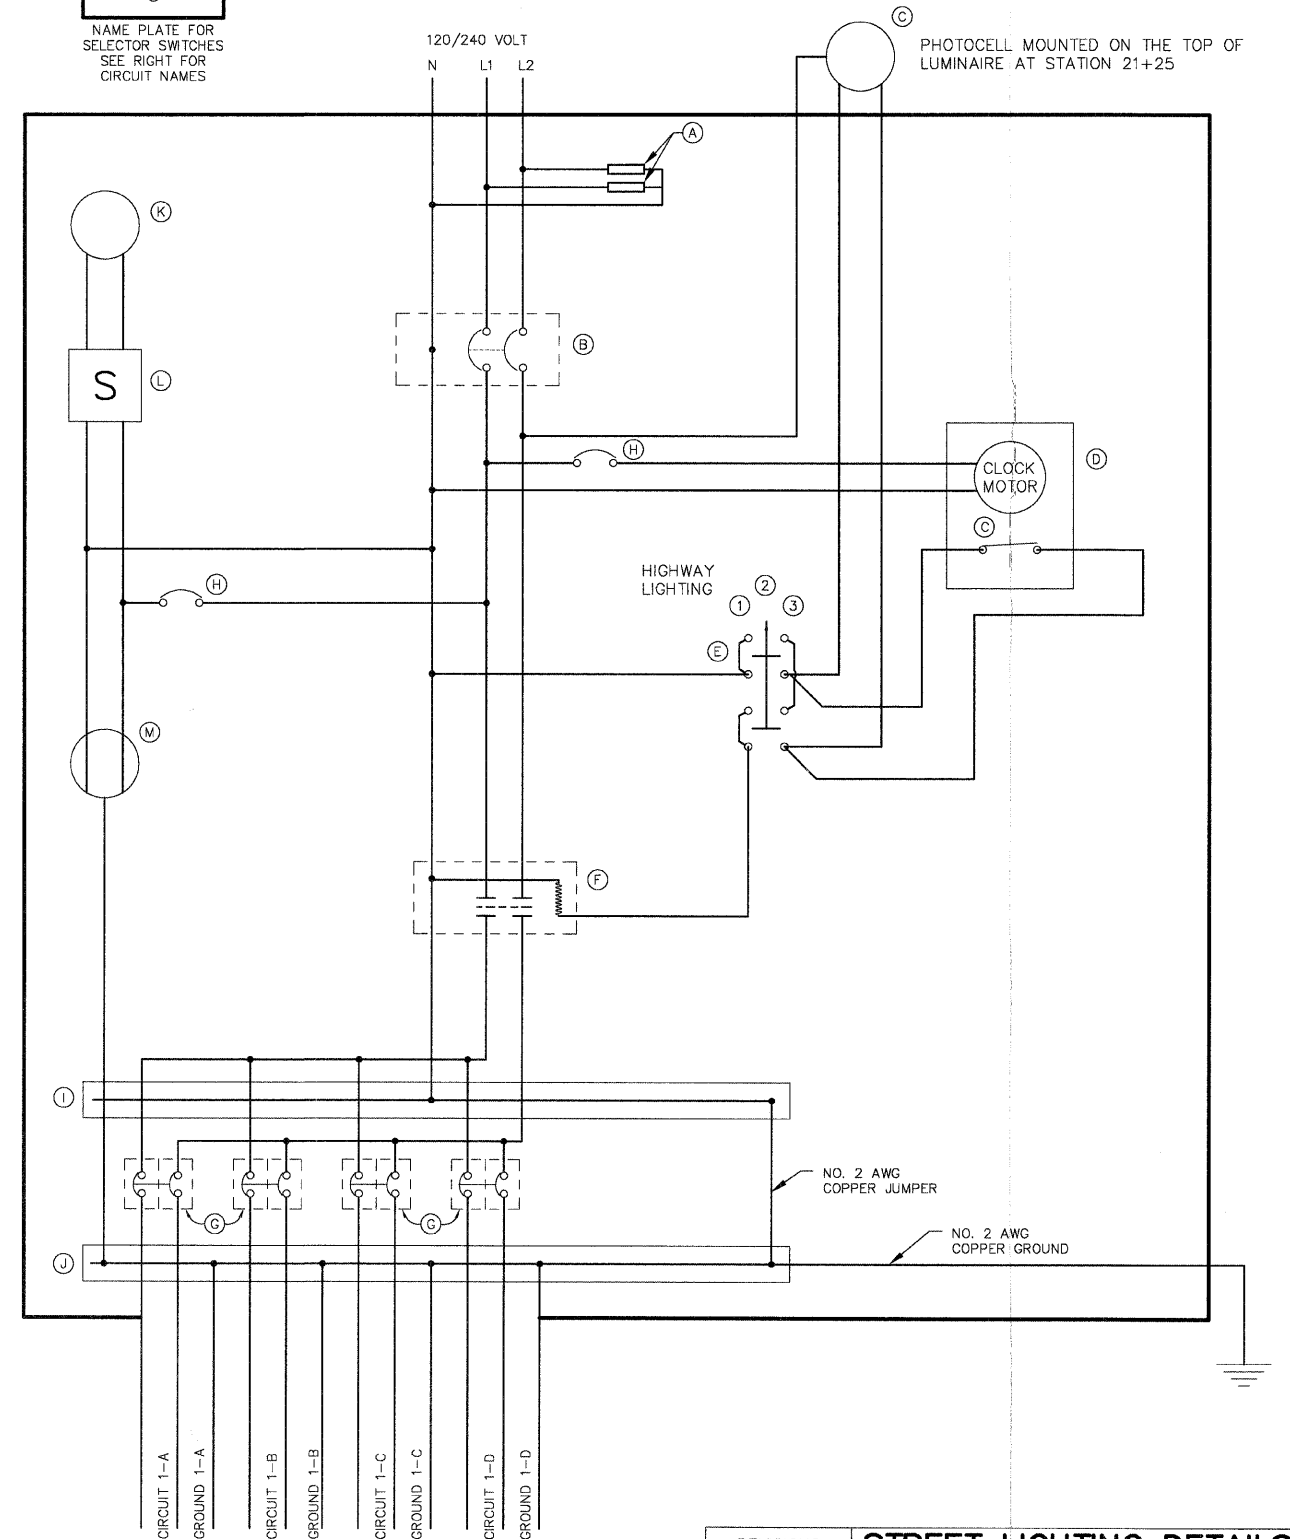 NAME PLATE FOR
SELECTOR SWITCHES
SEE RIGHT FOR
CIRCUIT NAMES
120/240 VOLT
N L1 L2
C
PHOTOCELL MOUNTED ON THE TOP OF
LUMINAIRE AT STATION 21+25
A
K
B
L
S
H
D
CLOCK
MOTOR
C
H
HIGHWAY
LIGHTING
1 2 3
E
M
F
I
NO. 2 AWG
COPPER JUMPER
G G
NO. 2 AWG
COPPER GROUND
J
CIRCUIT 1-A
GROUND 1-A
CIRCUIT 1-B
GROUND 1-B
CIRCUIT 1-C
GROUND 1-C
CIRCUIT 1-D
GROUND 1-D
STREET LIGHTING DETAILS